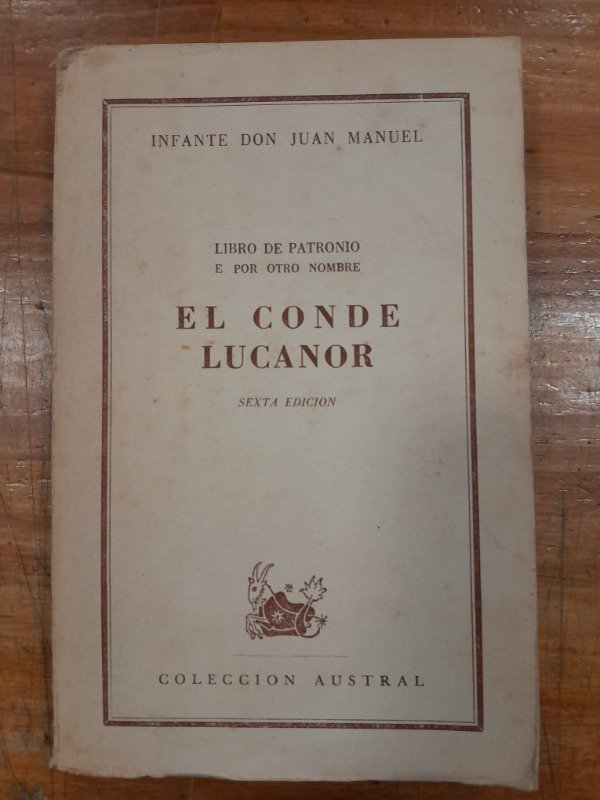 INFANTE DON JUAN MANUEL
LIBRO DE PATRONIO
E POR OTRO NOMBRE
EL CONDE
LUCANOR
SEXTA EDICION
COLECCION AUSTRAL